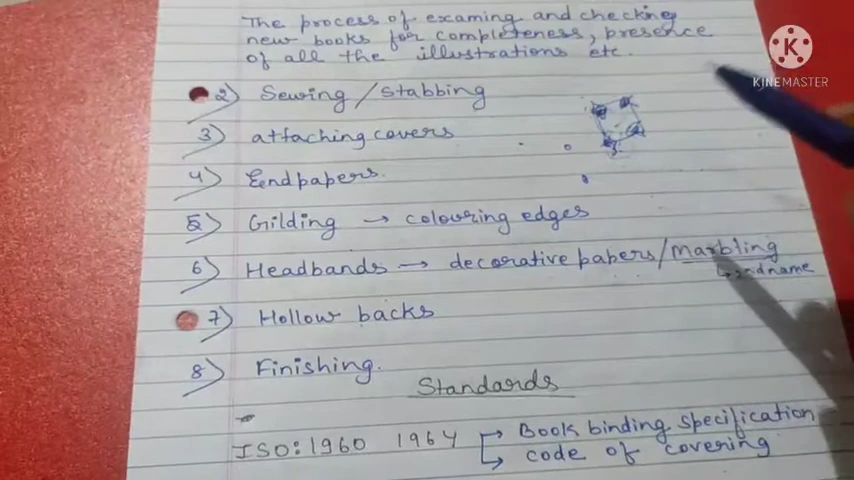 The process of examing and checking
new books for completeness, presence
of all the illustrations etc.
2) Sewing/stabbing
3) attaching covers
4) Endpapers.
5) Gilding → colouring edges
6) Headbands → decorative papers/marbling
↳ 2ndname
7) Hollow backs
8) Finishing.
Standards
ISO:1960 1964 → Book binding specification
→ code of covering
K
KINEMASTER